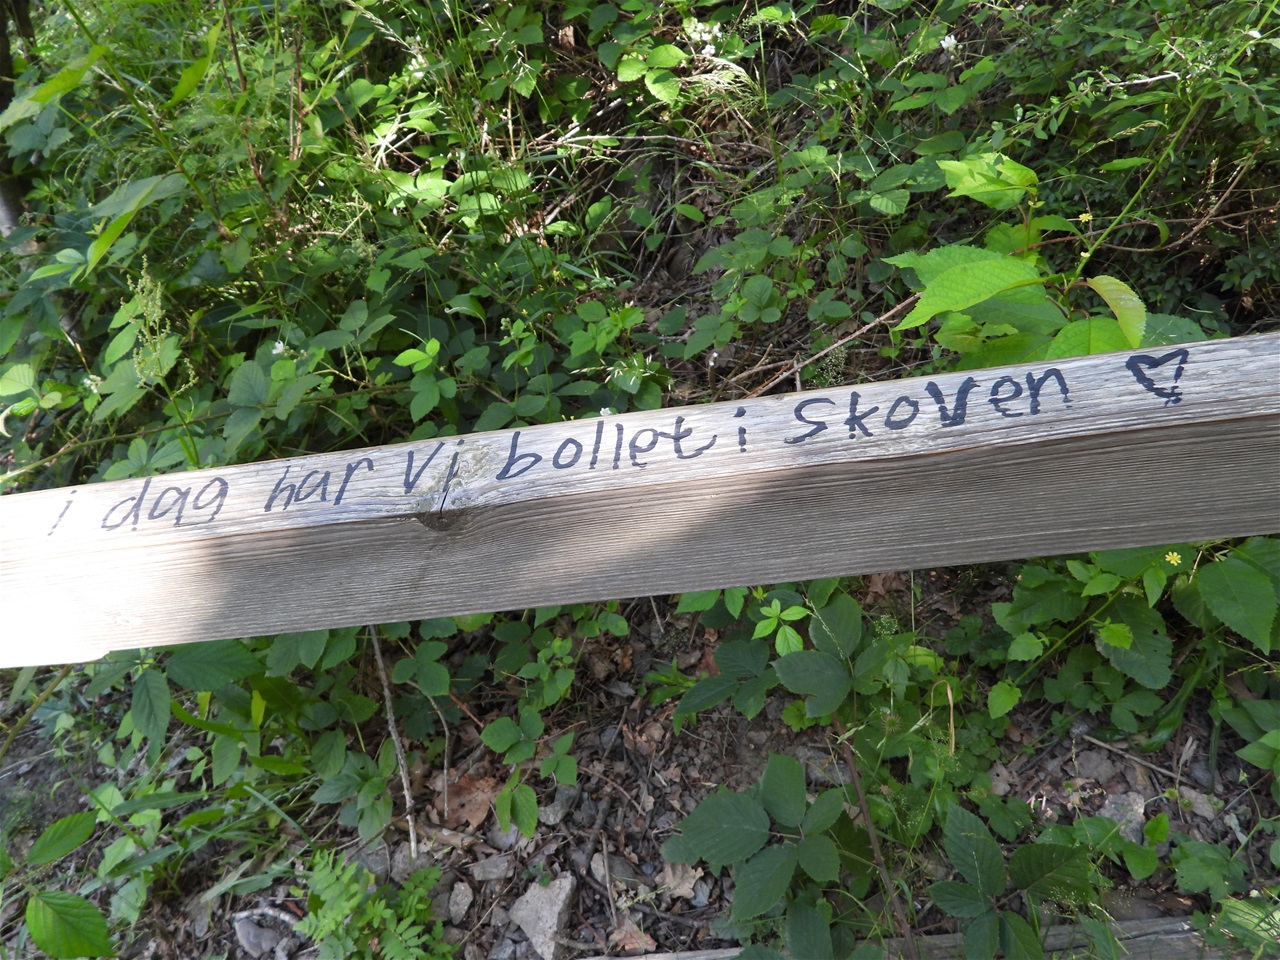 i dag har vi bollet i skoven ♡